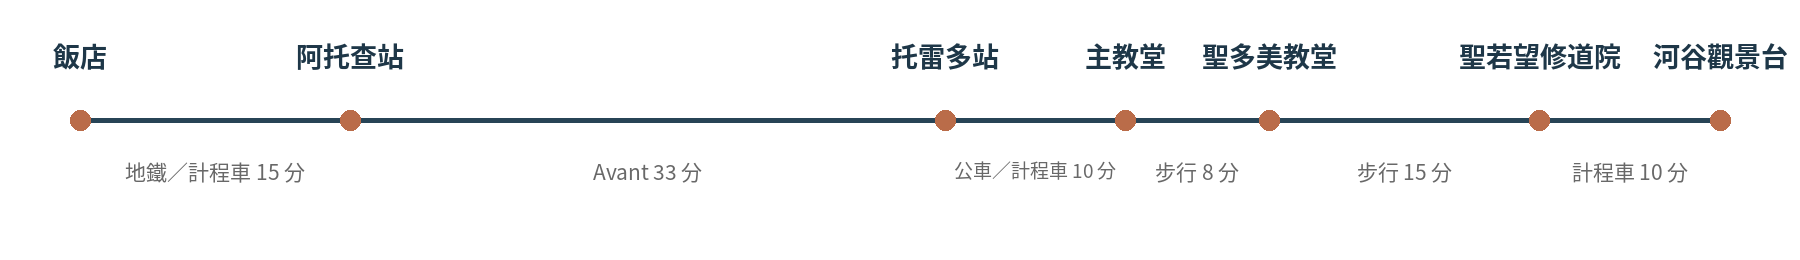 飯店
阿托查站
托雷多站
主教堂
聖多美教堂
聖若望修道院
河谷觀景台
地鐵／計程車 15 分
Avant 33 分
公車／計程車 10 分
步行 8 分
步行 15 分
計程車 10 分